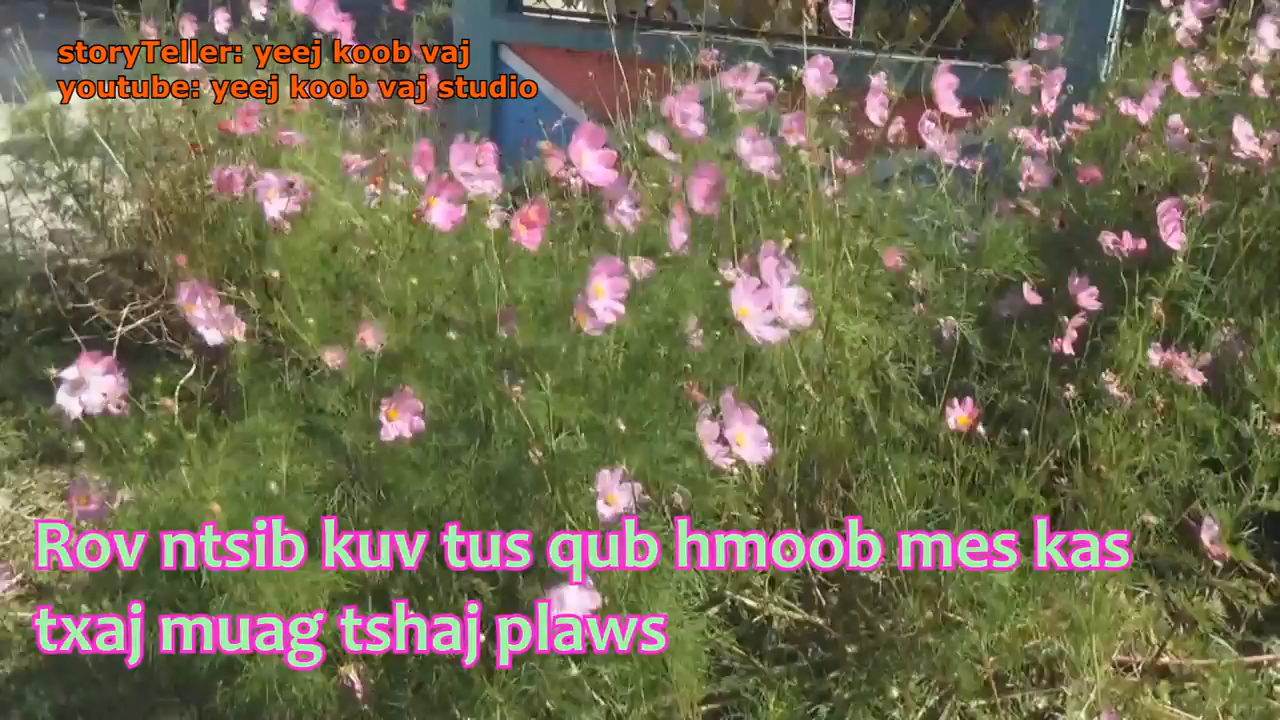 storyTeller: yeej koob vaj
youtube: yeej koob vaj studio
Rov ntsib kuv tus qub hmoob mes kas
txaj muag tshaj plaws